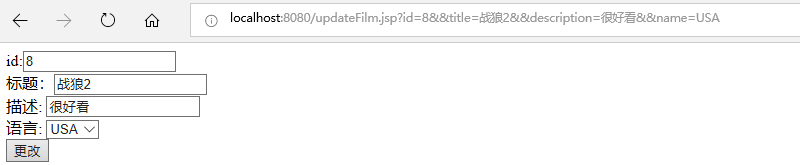 localhost:8080/updateFilm.jsp?id=8&&title=战狼2&&description=很好看&&name=USA
id:8
标题：战狼2
描述: 很好看
语言: USA
更改